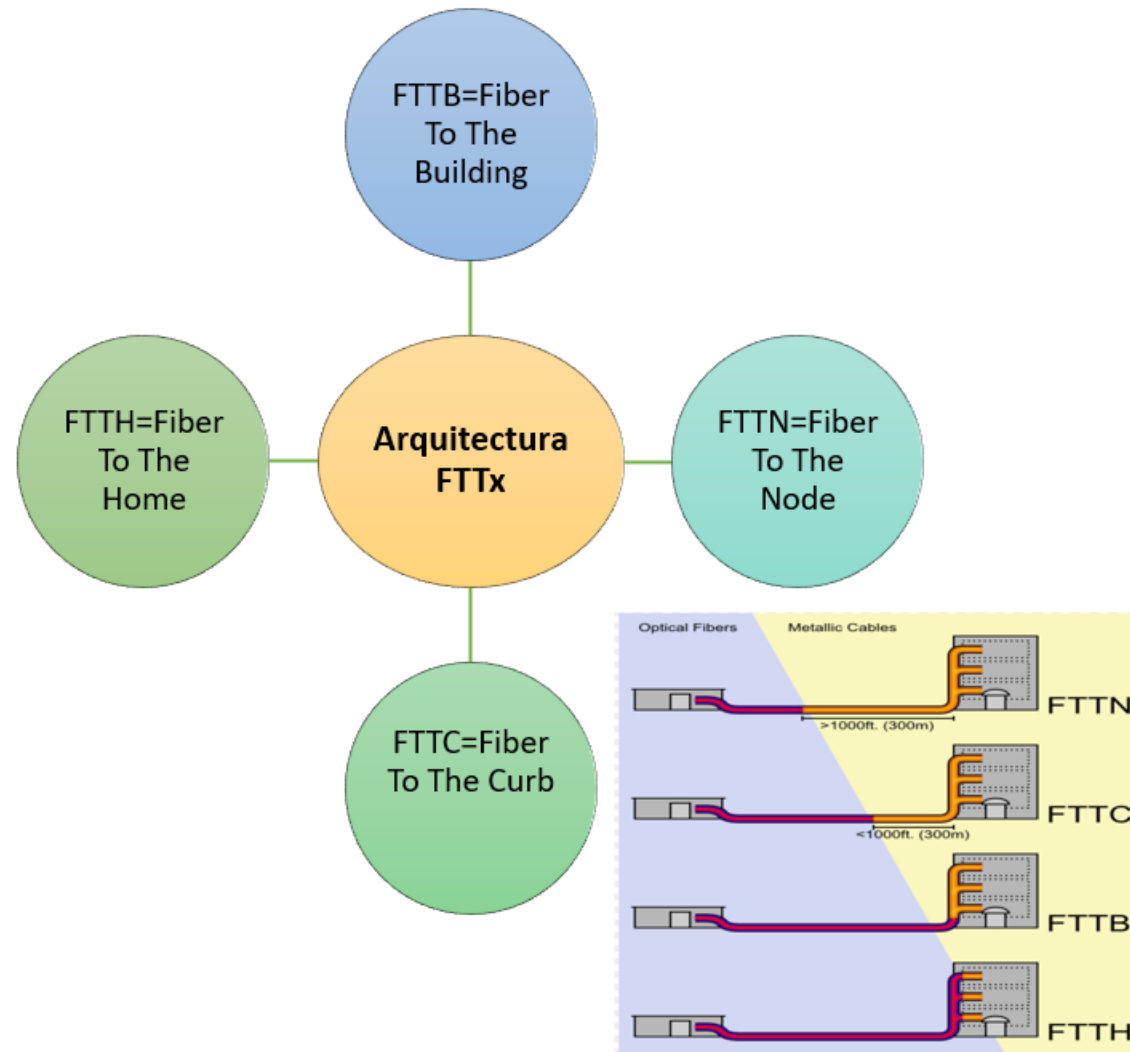 FTTB=Fiber
To The
Building
FTTH=Fiber
To The
Home
Arquitectura
FTTx
FTTN=Fiber
To The
Node
FTTC=Fiber
To The Curb
Optical Fibers
Metallic Cables
>1000ft. (300m)
FTTN
<1000ft. (300m)
FTTC
FTTB
FTTH